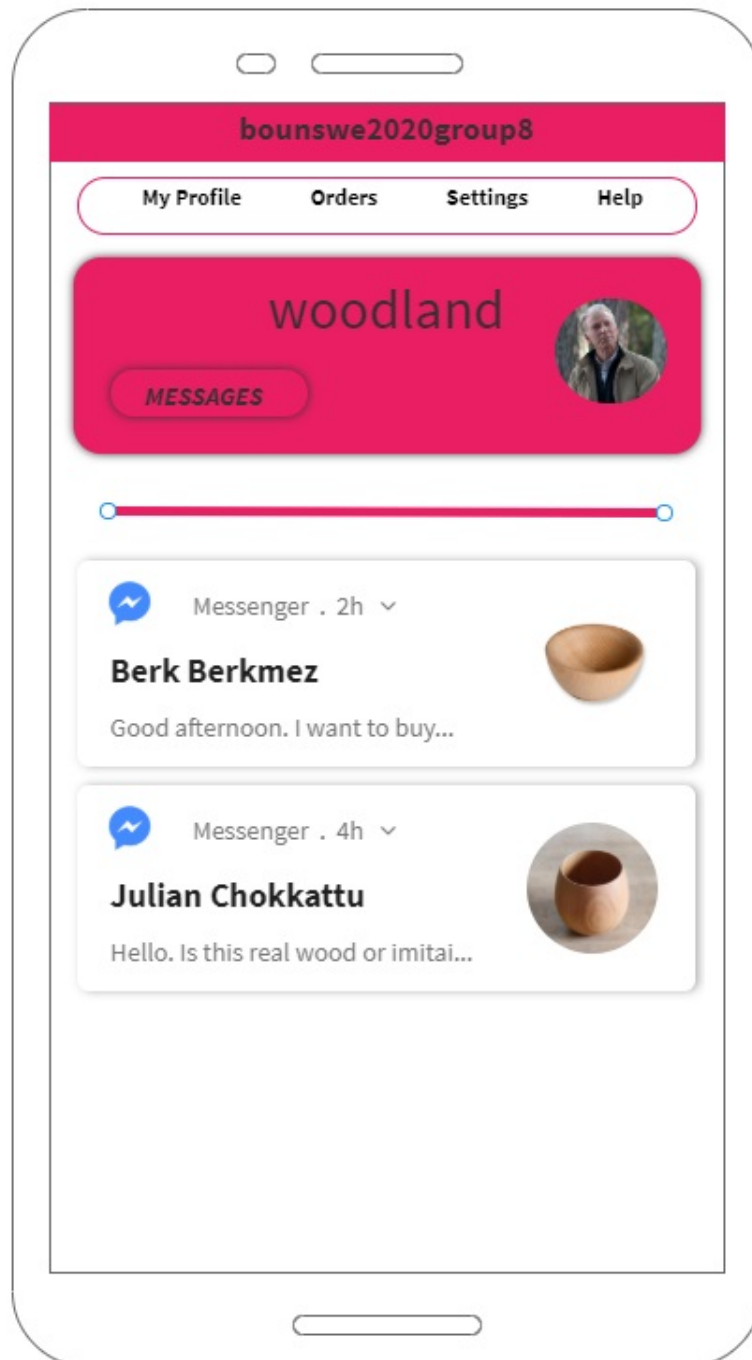 bounswe2020group8
My Profile Orders Settings Help
woodland
MESSAGES
Messenger . 2h
Berk Berkmez
Good afternoon. I want to buy...
Messenger . 4h
Julian Chokkattu
Hello. Is this real wood or imitai...